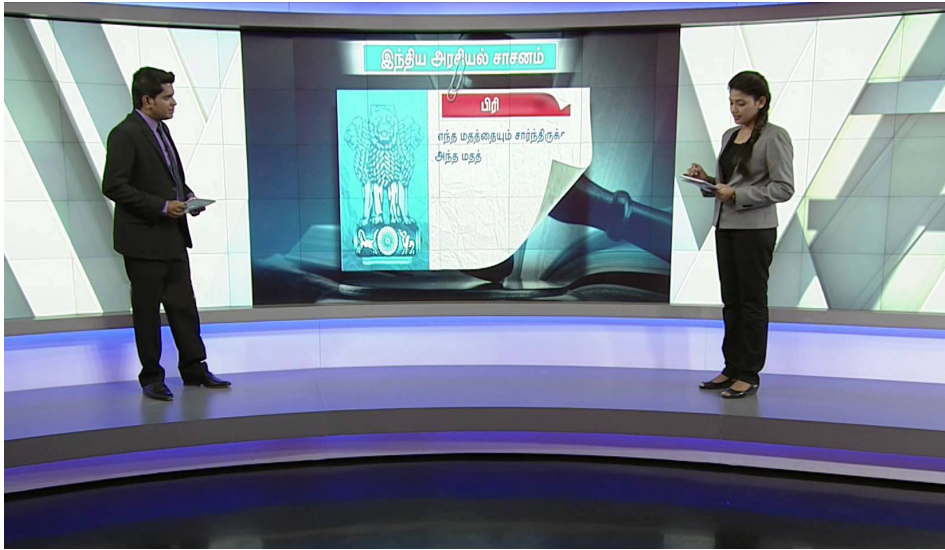 இந்திய அரசியல் சாசனம்
பிரி
எந்த மதத்தையும் சார்ந்திருக்
அந்த மதத்